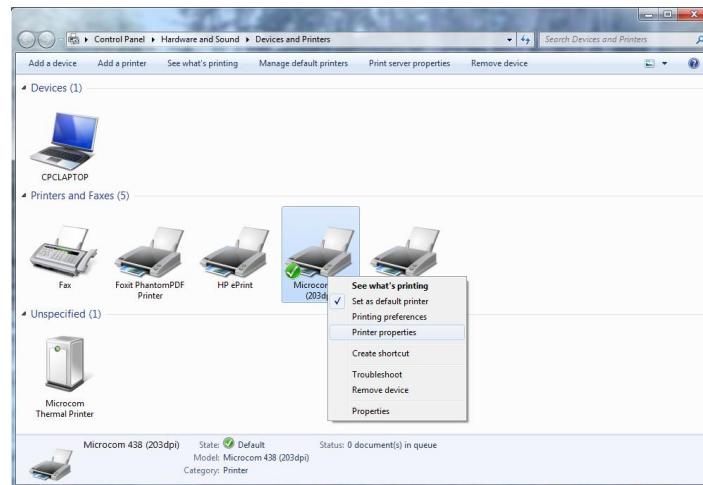 Control Panel ▸ Hardware and Sound ▸ Devices and Printers
Search Devices and Printers
Add a device Add a printer See what's printing Manage default printers Print server properties Remove device
Devices (1)
CPCLAPTOP
Printers and Faxes (5)
Fax
Foxit PhantomPDF
Printer
HP ePrint
Microcom
(203d
See what's printing
Set as default printer
Printing preferences
Printer properties
Create shortcut
Troubleshoot
Remove device
Properties
Unspecified (1)
Microcom
Thermal Printer
Microcom 438 (203dpi) State: Default Status: 0 document(s) in queue
Model: Microcom 438 (203dpi)
Category: Printer